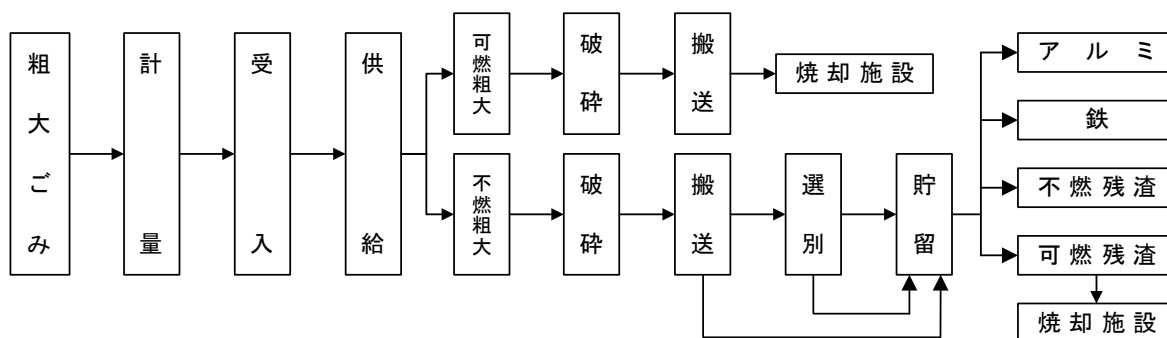 粗大ごみ
計量
受入
供給
可燃粗大
破砕
搬送
焼却施設
不燃粗大
破砕
搬送
選別
貯留
アルミ
鉄
不燃残渣
可燃残渣
焼却施設